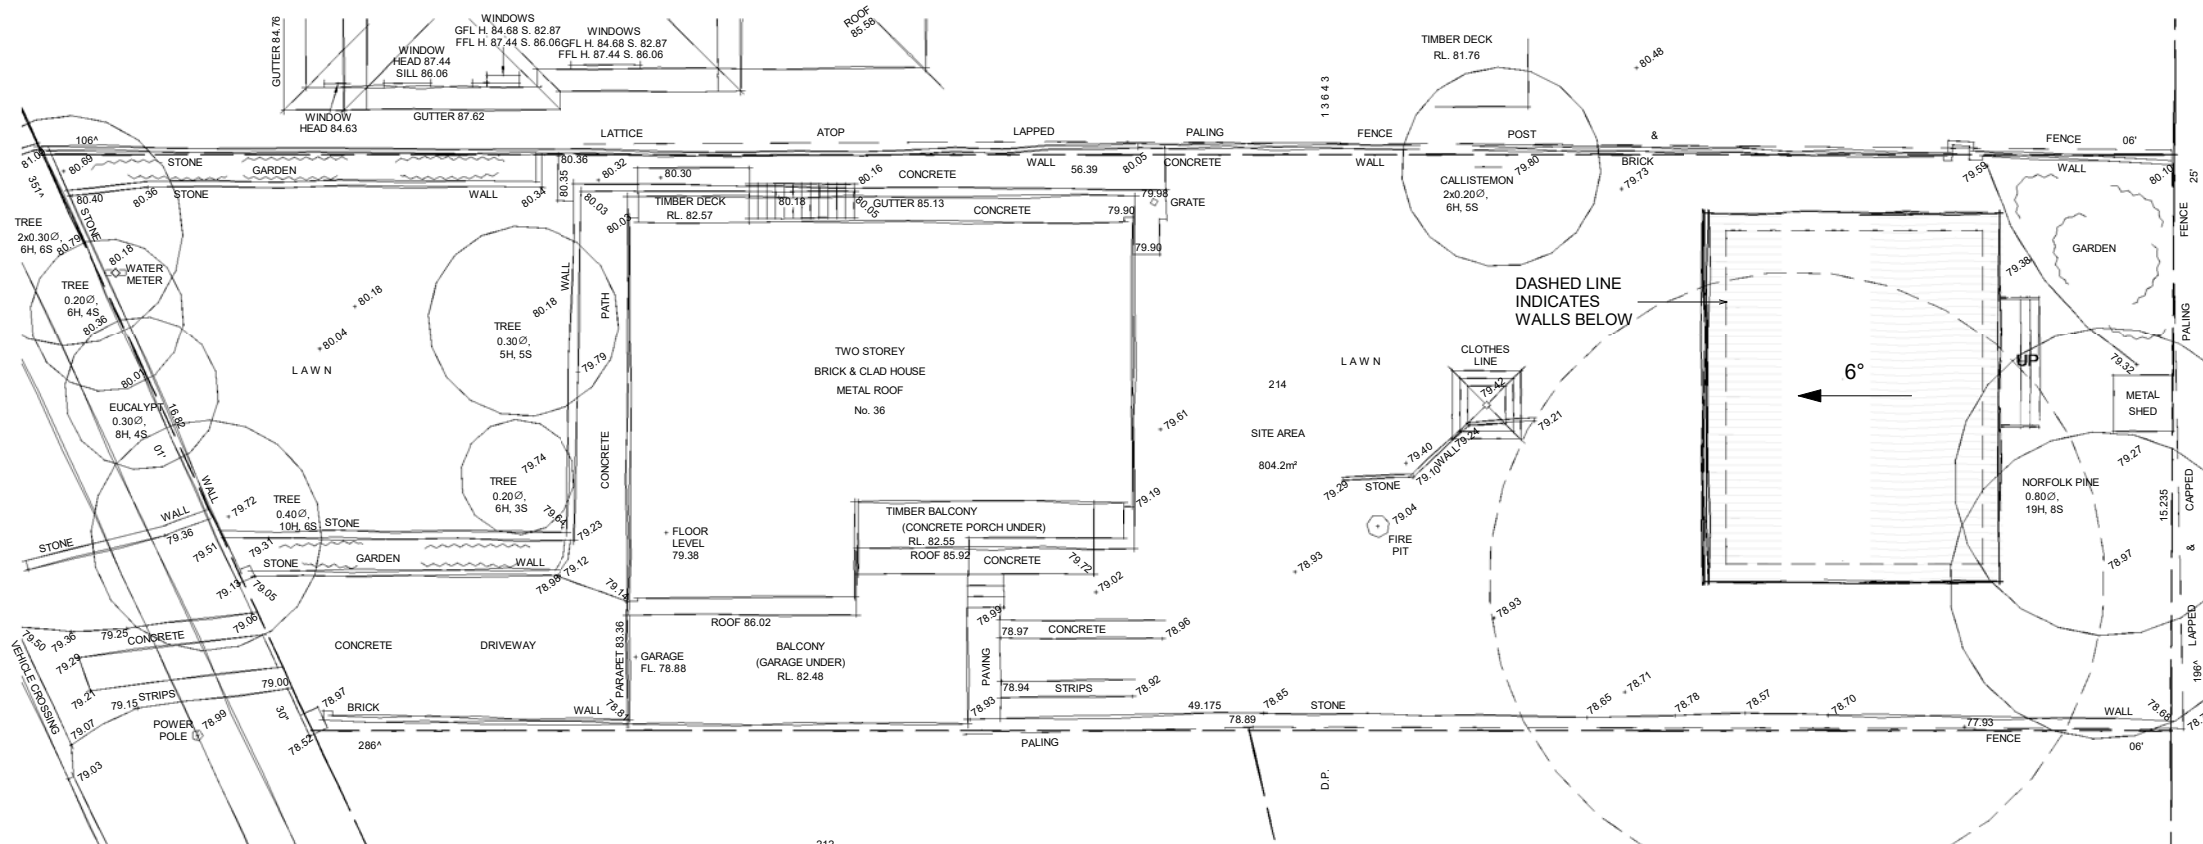 GUTTER 84.76
WINDOWS
GFL H. 84.68 S. 82.87
FFL H. 87.44 S. 86.06
WINDOWS
GFL H. 84.68 S. 82.87
FFL H. 87.44 S. 86.06
WINDOW
HEAD 87.44
SILL 86.06
ROOF
85.58
WINDOW
HEAD 84.63
GUTTER 87.62
TIMBER DECK
RL. 81.76
80.48
1 3 6 4 3
LATTICE ATOP LAPPED PALING FENCE POST & FENCE 06'
106^
80.69
351^
STONE
GARDEN
STONE
WALL
80.40
80.36
80.34
80.36
80.35
80.32
80.30
80.16
CONCRETE
WALL
56.39
80.05
CONCRETE
WALL
79.80
BRICK
79.73
79.59
WALL
80.10
25'
TREE
2x0.30Ø,
6H, 6S
STONE
80.79
80.18
WATER
METER
TREE
0.20Ø,
6H, 4S
80.36
80.03
80.03
TIMBER DECK
RL. 82.57
80.18
80.05
GUTTER 85.13
CONCRETE
79.98
GRATE
79.90
79.90
CALLISTEMON
2x0.20Ø,
6H, 5S
GARDEN
79.38
FENCE
DASHED LINE
INDICATES
WALLS BELOW
80.18
80.04
L A W N
TREE
0.30Ø,
5H, 5S
80.18
WALL
PATH
79.79
CONCRETE
TWO STOREY
BRICK & CLAD HOUSE
METAL ROOF
No. 36
L A W N
214
SITE AREA
804.2m²
79.61
CLOTHES
LINE
79.42
79.21
79.24
WALL
79.40
79.10
79.29
STONE
79.04
FIRE
PIT
6°
UP
PALING
79.32
METAL
SHED
79.27
80.01
EUCALYPT
0.30Ø,
8H, 4S
16.82
01'
WALL
79.72
TREE
0.40Ø,
10H, 6S
TREE
0.20Ø,
6H, 3S
79.74
79.64
79.23
STONE
GARDEN
STONE
WALL
79.31
79.12
78.98
79.14
STONE
WALL
79.36
79.51
79.13
79.05
79.06
FLOOR
LEVEL
79.38
TIMBER BALCONY
(CONCRETE PORCH UNDER)
RL. 82.55
ROOF 85.92
CONCRETE
79.72
79.19
79.02
78.93
78.93
NORFOLK PINE
0.80Ø,
19H, 8S
15.235
CAPPED
&
78.97
LAPPED
196^
79.50
79.36
79.25
CONCRETE
79.29
79.21
79.15
STRIPS
79.00
30"
VEHICLE CROSSING
79.07
79.03
POWER
POLE
78.99
CONCRETE
DRIVEWAY
ROOF 86.02
PARAPET 83.36
GARAGE
FL. 78.88
BALCONY
(GARAGE UNDER)
RL. 82.48
PAVING
78.99
78.97
CONCRETE
78.96
78.94
STRIPS
78.92
78.93
78.97
BRICK
WALL
78.52
286^
49.175
78.89
78.85
STONE
78.65
78.71
78.78
78.57
78.70
77.93
WALL
78.68
PALING
FENCE
06'
D.P.